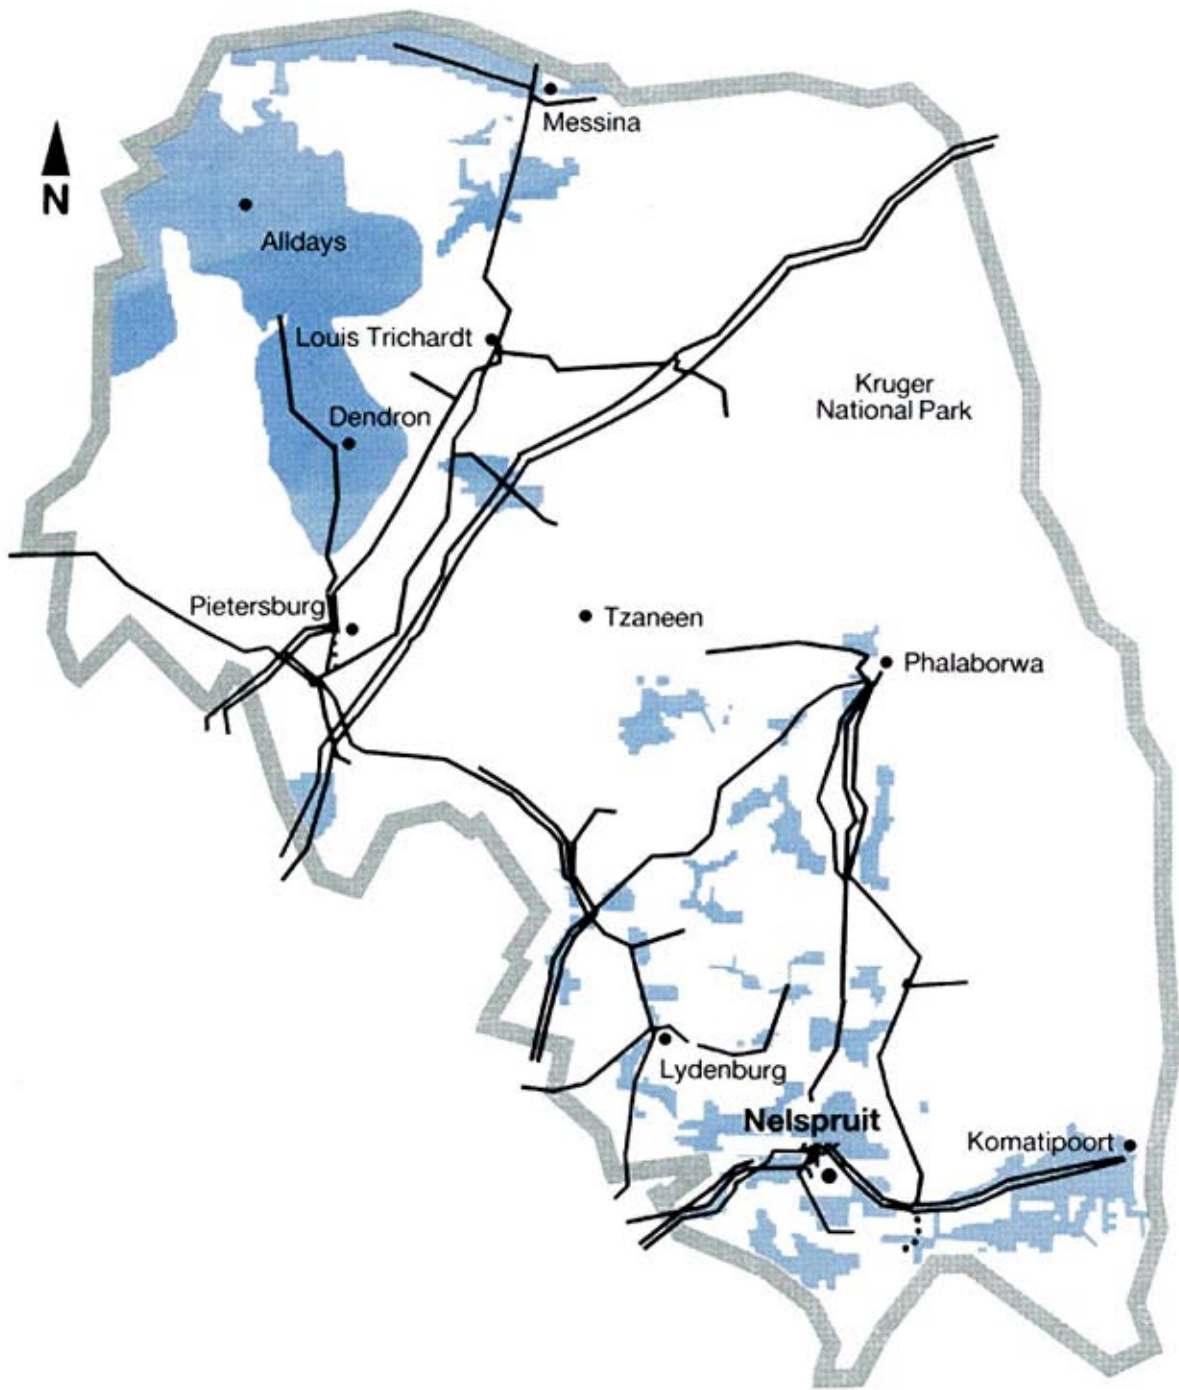 Messina
N
Alldays
Louis Trichardt
Kruger
National Park
Dendron
Pietersburg
Tzaneen
Phalaborwa
Lydenburg
Nelspruit
Komatipoort